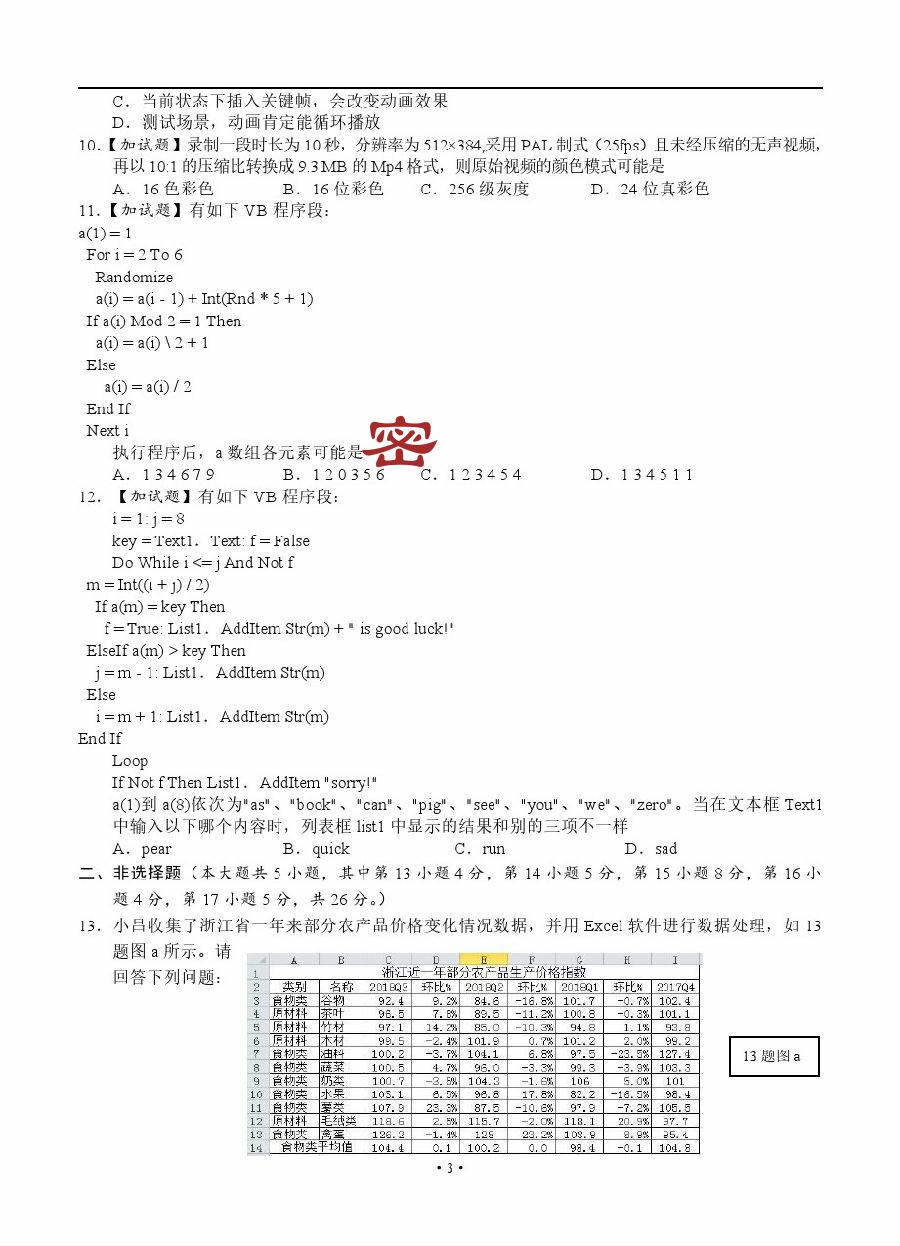 C．当前状态下插入关键帧，会改变动画效果
D．测试场景，动画肯定能循环播放
10．【加试题】录制一段时长为 10 秒，分辨率为 512×384,采用 PAL 制式（25fps）且未经压缩的无声视频，
再以 10:1 的压缩比转换成 9.3MB 的 Mp4 格式，则原始视频的颜色模式可能是
A．16 色彩色 B．16 位彩色 C．256 级灰度 D．24 位真彩色
11．【加试题】有如下 VB 程序段：
a(1) = 1
For i = 2 To 6
Randomize
a(i) = a(i - 1) + Int(Rnd * 5 + 1)
If a(i) Mod 2 = 1 Then
a(i) = a(i) \ 2 + 1
Else
a(i) = a(i) / 2
End If
Next i
执行程序后，a 数组各元素可能是
密
A．1 3 4 6 7 9 B．1 2 0 3 5 6 C．1 2 3 4 5 4 D．1 3 4 5 1 1
12．【加试题】有如下 VB 程序段：
i = 1: j = 8
key = Text1．Text: f = False
Do While i <= j And Not f
m = Int((i + j) / 2)
If a(m) = key Then
f = True: List1．AddItem Str(m) + " is good luck!"
ElseIf a(m) > key Then
j = m - 1: List1．AddItem Str(m)
Else
i = m + 1: List1．AddItem Str(m)
End If
Loop
If Not f Then List1．AddItem "sorry!"
a(1)到 a(8)依次为"as"、"book"、"can"、"pig"、"see"、"you"、"we"、"zero"。当在文本框 Text1
中输入以下哪个内容时，列表框 list1 中显示的结果和别的三项不一样
A．pear B．quick C．run D．sad
二、非选择题（本大题共 5 小题，其中第 13 小题 4 分，第 14 小题 5 分，第 15 小题 8 分，第 16 小
题 4 分，第 17 小题 5 分，共 26 分。）
13．小吕收集了浙江省一年来部分农产品价格变化情况数据，并用 Excel 软件进行数据处理，如 13
题图 a 所示。请
回答下列问题：
A B C D E F G H I
1 浙江近一年部分农产品生产价格指数
2 类别 名称 2018Q3 环比% 2018Q2 环比% 2018Q1 环比% 2017Q4
3 食物类 谷物 92.4 9.2% 84.6 -16.8% 101.7 -0.7% 102.4
4 原材料 茶叶 96.5 7.8% 89.5 -11.2% 100.8 -0.3% 101.1
5 原材料 竹材 97.1 14.2% 85.0 -10.3% 94.8 1.1% 93.8
6 原材料 木材 99.5 -2.4% 101.9 0.7% 101.2 2.0% 99.2
7 食物类 油料 100.2 -3.7% 104.1 6.8% 97.5 -23.5% 127.4
8 食物类 蔬菜 100.5 4.7% 96.0 -3.3% 99.3 -3.9% 103.3
9 食物类 奶类 100.7 -3.5% 104.3 -1.6% 106 5.0% 101
10 食物类 水果 103.1 6.5% 96.8 17.8% 82.2 -16.5% 98.4
11 食物类 薯类 107.9 23.3% 87.5 -10.6% 97.9 -7.2% 105.5
12 原材料 毛绒类 118.6 2.5% 115.7 -2.0% 118.1 20.9% 97.7
13 食物类 禽蛋 126.2 -1.4% 128 23.2% 103.9 8.9% 95.4
14 食物类平均值 104.4 0.1 100.2 0.0 98.4 -0.1 104.8
13 题图 a
· 3 ·